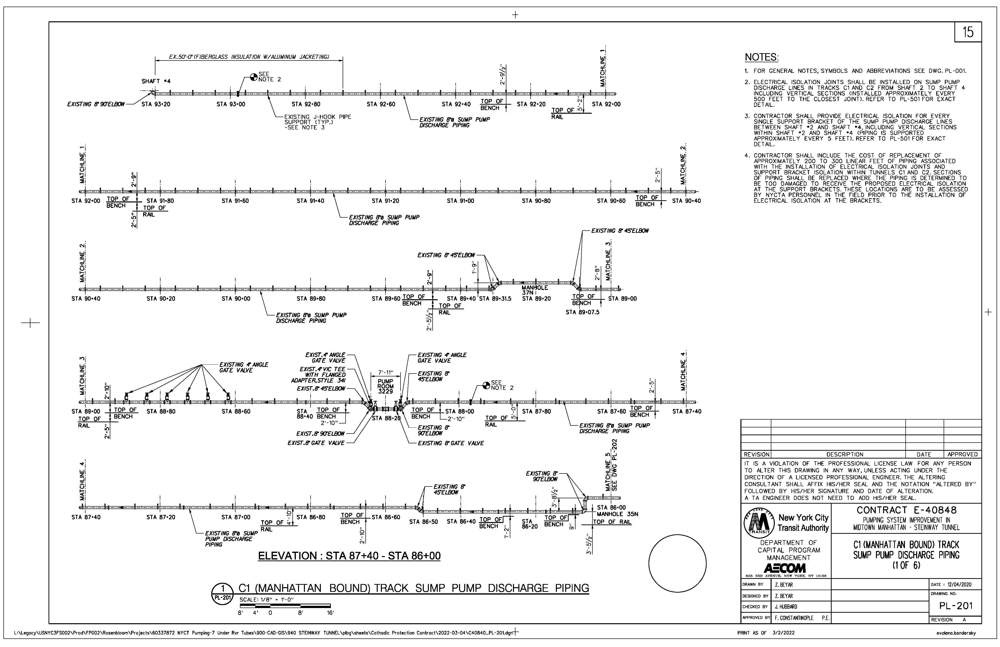 15
EX.50'-0" (FIBERGLASS INSULATION W/ALUMINUM JACKETING)
SHAFT #4
SEE
NOTE 2
2'-9½"
MATCHLINE 1
EXISTING 8" 90°ELBOW
STA 93+20
STA 93+00
STA 92+80
STA 92+60
STA 92+40
TOP OF
BENCH
STA 92+20
TOP OF
RAIL
5'-2"
STA 92+00
EXISTING J-HOOK PIPE
SUPPORT (TYP.)
-SEE NOTE 3
EXISTING 8"ø SUMP PUMP
DISCHARGE PIPING
MATCHLINE 1
2'-9"
2'-5"
MATCHLINE 2
STA 92+00
TOP OF
BENCH
STA 91+80
TOP OF
RAIL
2'-5"
STA 91+60
STA 91+40
STA 91+20
STA 91+00
STA 90+80
STA 90+60
TOP OF
BENCH
STA 90+40
EXISTING 8"ø SUMP PUMP
DISCHARGE PIPING
EXISTING 8" 45°ELBOW
MATCHLINE 2
EXISTING 8" 45°ELBOW
2'-9"
1'-9"
2'-8"
MATCHLINE 3
MANHOLE
37N
STA 90+40
STA 90+20
STA 90+00
STA 89+80
STA 89+60
TOP OF
BENCH
TOP OF
RAIL
2'-5½"
STA 89+40
STA 89+31.5
STA 89+20
TOP OF
BENCH
STA 89+07.5
STA 89+00
EXISTING 8"ø SUMP PUMP
DISCHARGE PIPING
MATCHLINE 3
EXISTING 4" ANGLE
GATE VALVE
EXIST.4" ANGLE
GATE VALVE
EXIST.4" VIC TEE
WITH FLANGED
ADAPTER,STYLE 341
EXIST.8" 45°ELBOW
7'-11"
PUMP
ROOM
3229
EXISTING 4" ANGLE
GATE VALVE
EXISTING 8"
45°ELBOW
SEE
NOTE 2
2'-5"
MATCHLINE 4
2'-10"
STA 89+00
TOP OF
BENCH
TOP OF
RAIL
2'-5"
STA 88+80
STA 88+60
STA
88+40
TOP OF
BENCH
2'-10"
STA 88+20
TOP OF
BENCH
2'-10"
STA 88+00
TOP OF
RAIL
5'-0"
STA 87+80
STA 87+60
TOP OF
BENCH
STA 87+40
EXIST.8" 90°ELBOW
EXIST.8" GATE VALVE
EXISTING 8"
90°ELBOW
EXISTING 8" GATE VALVE
EXISTING 8"ø SUMP PUMP
DISCHARGE PIPING
MATCHLINE 4
EXISTING 8"
45°ELBOW
EXISTING 8"
90°ELBOW
3'-8½"
MATCHLINE 5
SEE DWG PL-202
STA 87+40
STA 87+20
STA 87+00
TOP OF
RAIL
4'-10"
STA 86+80
TOP OF
BENCH
2'-10"
STA 86+60
STA 86+50
STA 86+40
TOP OF
BENCH
1'-2"
STA
86+20
TOP OF
BENCH
9"
STA 86+00
MANHOLE 35N
TOP OF RAIL
3'-5½"
EXISTING 8"ø SUMP
PUMP DISCHARGE
PIPING
ELEVATION : STA 87+40 - STA 86+00
1
PL-201
C1 (MANHATTAN BOUND) TRACK SUMP PUMP DISCHARGE PIPING
SCALE: 1/8" = 1'-0"
8' 4' 0 8' 16'
NOTES:
1. FOR GENERAL NOTES, SYMBOLS AND ABBREVIATIONS SEE DWG. PL-001.
2. ELECTRICAL ISOLATION JOINTS SHALL BE INSTALLED ON SUMP PUMP
DISCHARGE LINES IN TRACKS C1 AND C2 FROM SHAFT 2 TO SHAFT 4
INCLUDING VERTICAL SECTIONS (INSTALLED APPROXIMATELY EVERY
500 FEET TO THE CLOSEST JOINT). REFER TO PL-501 FOR EXACT
DETAIL.
3. CONTRACTOR SHALL PROVIDE ELECTRICAL ISOLATION FOR EVERY
SINGLE SUPPORT BRACKET OF THE SUMP PUMP DISCHARGE LINES
BETWEEN SHAFT #2 AND SHAFT #4, INCLUDING VERTICAL SECTIONS
WITHIN SHAFT #2 AND SHAFT #4 (PIPING IS SUPPORTED
APPROXIMATELY EVERY 5 FEET). REFER TO PL-501 FOR EXACT
DETAIL.
4. CONTRACTOR SHALL INCLUDE THE COST OF REPLACEMENT OF
APPROXIMATELY 200 TO 300 LINEAR FEET OF PIPING ASSOCIATED
WITH THE INSTALLATION OF ELECTRICAL ISOLATION JOINTS AND
SUPPORT BRACKET ISOLATION WITHIN TUNNELS C1 AND C2. SECTIONS
OF PIPING SHALL BE REPLACED WHERE THE PIPING IS DETERMINED TO
BE TOO DAMAGED TO RECEIVE THE PROPOSED ELECTRICAL ISOLATION
AT THE SUPPORT BRACKETS. THESE LOCATIONS ARE TO BE ASSESSED
BY NYCTA PERSONNEL IN THE FIELD PRIOR TO THE INSTALLATION OF
ELECTRICAL ISOLATION AT THE BRACKETS.
REVISION DESCRIPTION DATE APPROVED
IT IS A VIOLATION OF THE PROFESSIONAL LICENSE LAW FOR ANY PERSON
TO ALTER THIS DRAWING IN ANY WAY, UNLESS ACTING UNDER THE
DIRECTION OF A LICENSED PROFESSIONAL ENGINEER. THE ALTERING
CONSULTANT SHALL AFFIX HIS/HER SEAL AND THE NOTATION "ALTERED BY"
FOLLOWED BY HIS/HER SIGNATURE AND DATE OF ALTERATION.
A TA ENGINEER DOES NOT NEED TO ADD HIS/HER SEAL.
NEW YORK CITY
M
TRANSIT
New York City
Transit Authority
DEPARTMENT OF
CAPITAL PROGRAM
MANAGEMENT
AECOM
605 3RD AVENUE, NEW YORK, NY 10158
CONTRACT E-40848
PUMPING SYSTEM IMPROVEMENT IN
MIDTOWN MANHATTAN - STEINWAY TUNNEL
C1 (MANHATTAN BOUND) TRACK
SUMP PUMP DISCHARGE PIPING
(1 OF 6)
DRAWN BY Z. BEYAR
DESIGNED BY Z. BEYAR
CHECKED BY J. HUBBARD
APPROVED BY F. CONSTANTINOPLE P.E.
DATE : 12/04/2020
DRAWING NO.
PL-201
REVISION A
L:\Legacy\USNYC3FS002\Prod\FP002\Rosenbloom\Projects\60337872 NYCT Pumping-7 Under Rvr Tubes\900-CAD-GIS\940 STEINWAY TUNNEL\plbg\sheets\Cathodic Protection Contract\2022-03-04\C40840_PL-201.dgn
PRINT AS OF 3/2/2022
evolena.bendersky